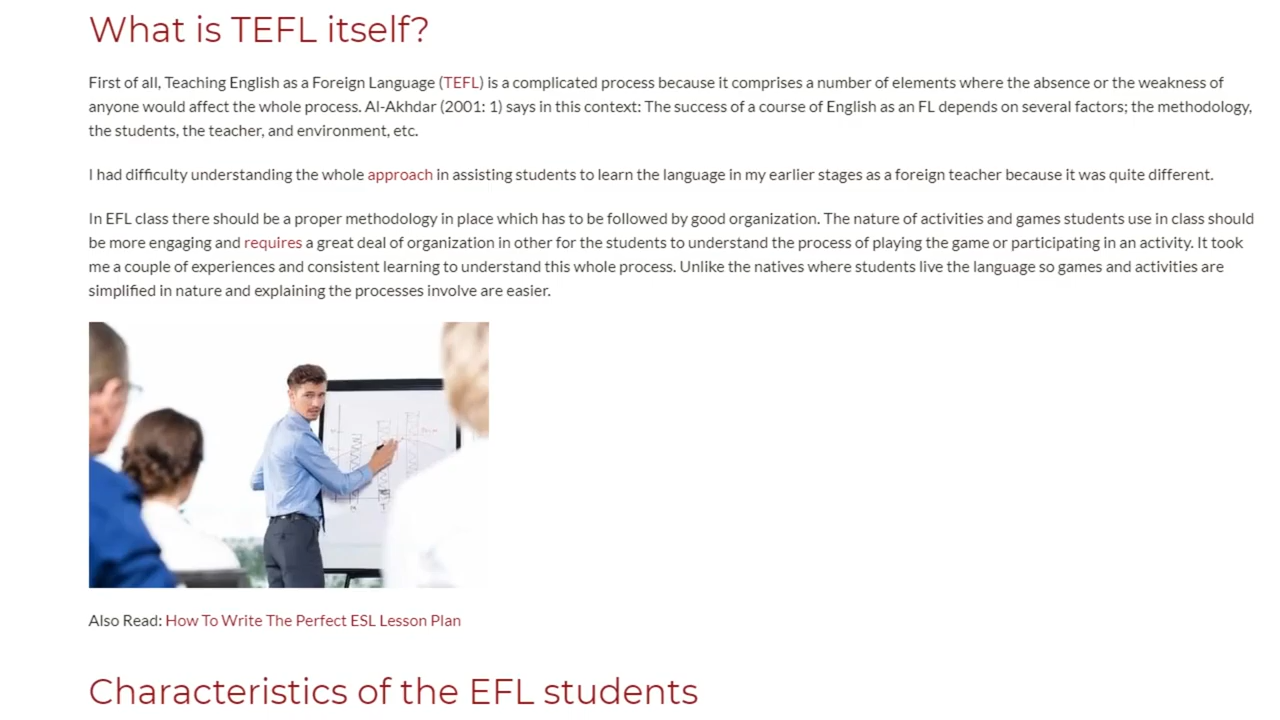 What is TEFL itself?
First of all, Teaching English as a Foreign Language (TEFL) is a complicated process because it comprises a number of elements where the absence or the weakness of
anyone would affect the whole process. Al-Akhdar (2001: 1) says in this context: The success of a course of English as an FL depends on several factors; the methodology,
the students, the teacher, and environment, etc.
I had difficulty understanding the whole approach in assisting students to learn the language in my earlier stages as a foreign teacher because it was quite different.
In EFL class there should be a proper methodology in place which has to be followed by good organization. The nature of activities and games students use in class should
be more engaging and requires a great deal of organization in other for the students to understand the process of playing the game or participating in an activity. It took
me a couple of experiences and consistent learning to understand this whole process. Unlike the natives where students live the language so games and activities are
simplified in nature and explaining the processes involve are easier.
Also Read: How To Write The Perfect ESL Lesson Plan
Characteristics of the EFL students